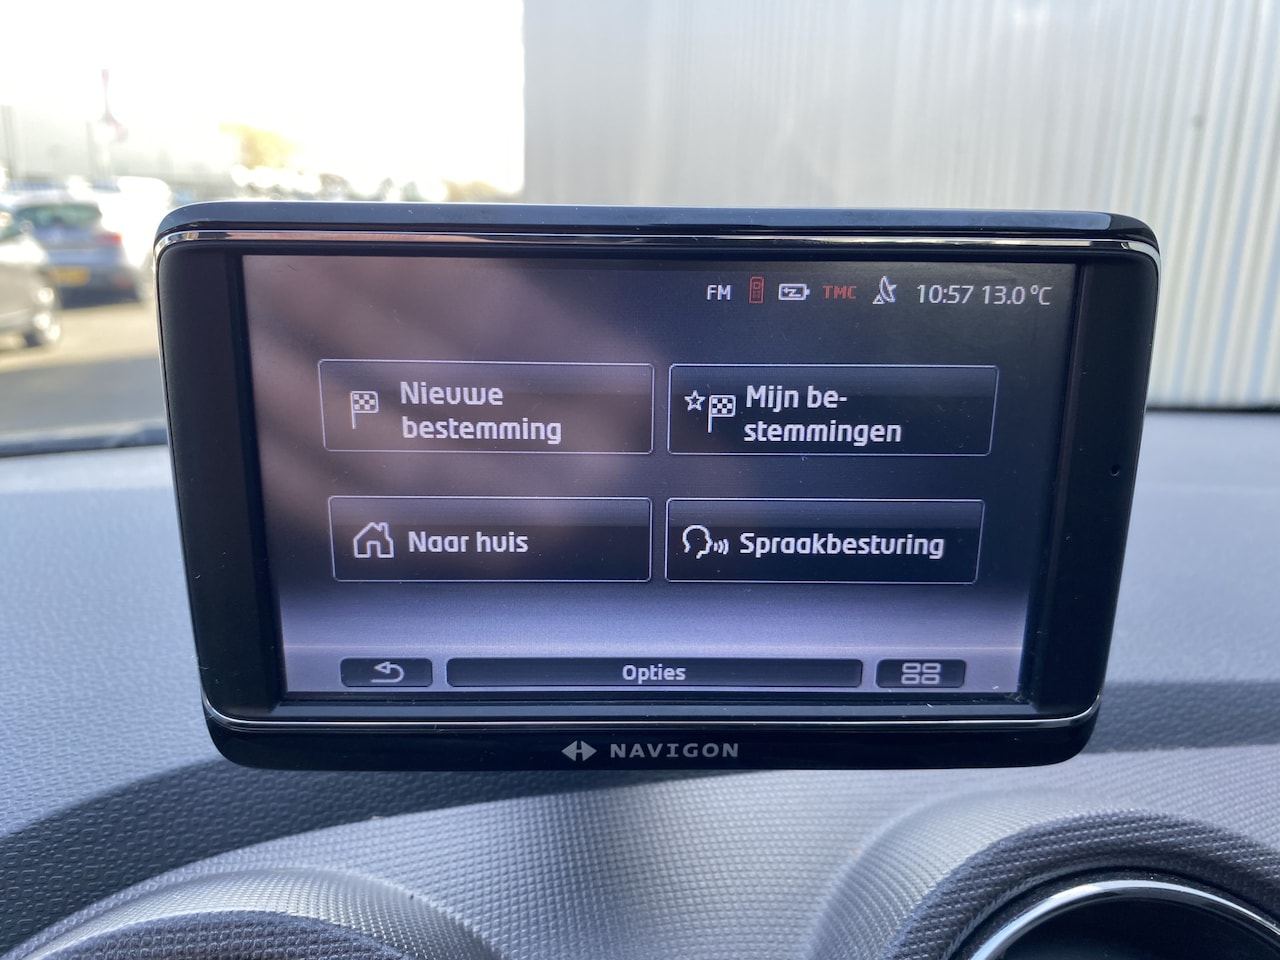 FM TMC 10:57 13.0 °C
Nieuwe
bestemming
Mijn be-
stemmingen
Naar huis
Spraakbesturing
Opties
NAVIGON